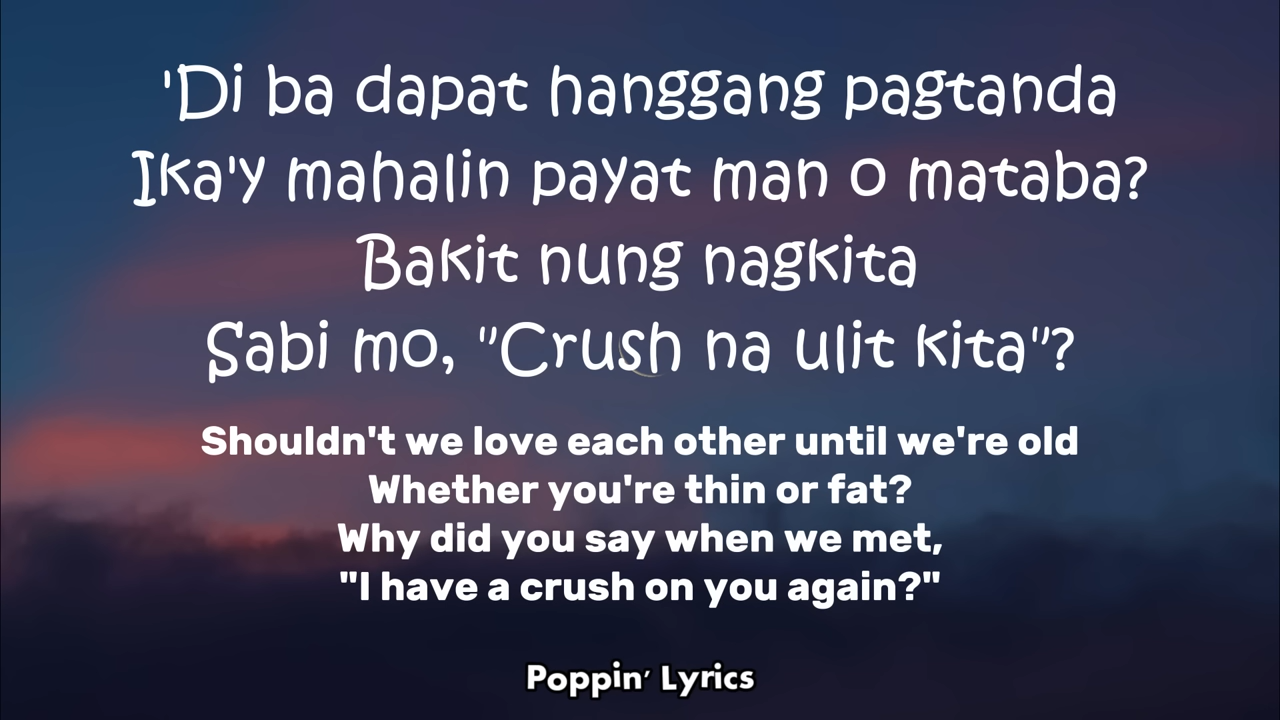 'Di ba dapat hanggang pagtanda
Ika'y mahalin payat man o mataba?
Bakit nung nagkita
Sabi mo, "Crush na ulit kita"?
Shouldn't we love each other until we're old
Whether you're thin or fat?
Why did you say when we met,
"I have a crush on you again?"
Poppin' Lyrics